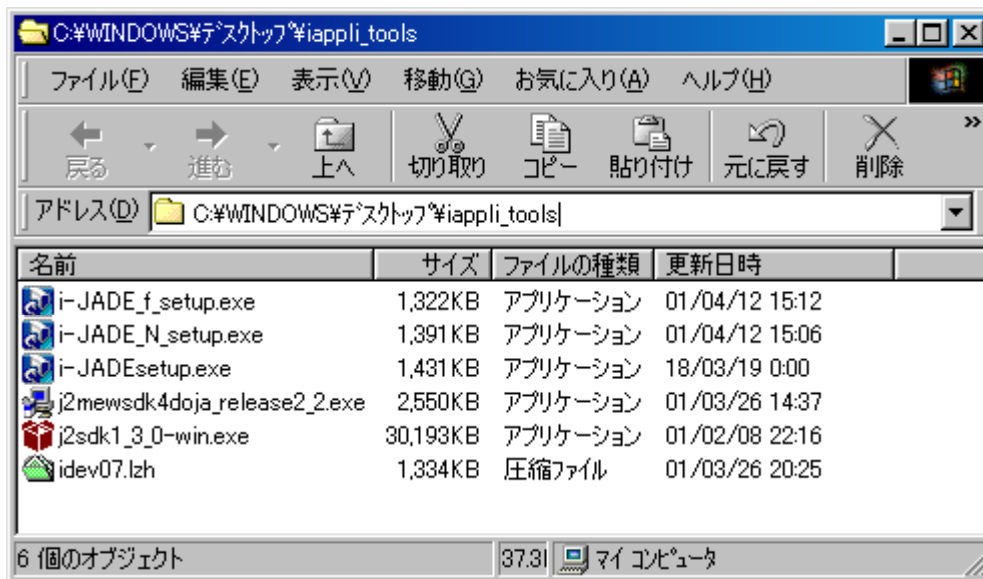 C:¥WINDOWS¥ﾃﾞｽｸﾄｯﾌﾟ¥iappli_tools
ファイル(F) 編集(E) 表示(V) 移動(G) お気に入り(A) ヘルプ(H)
戻る 進む 上へ 切り取り コピー 貼り付け 元に戻す 削除 »
アドレス(D) C:¥WINDOWS¥ﾃﾞｽｸﾄｯﾌﾟ¥iappli_tools
名前 サイズ ファイルの種類 更新日時
i-JADE_f_setup.exe 1,322KB アプリケーション 01/04/12 15:12
i-JADE_N_setup.exe 1,391KB アプリケーション 01/04/12 15:06
i-JADEsetup.exe 1,431KB アプリケーション 18/03/19 0:00
j2mewsdk4doja_release2_2.exe 2,550KB アプリケーション 01/03/26 14:37
j2sdk1_3_0-win.exe 30,193KB アプリケーション 01/02/08 22:16
idev07.lzh 1,334KB 圧縮ﾌｧｲﾙ 01/03/26 20:25
6 個のオブジェクト 37.3 マイ ｺﾝﾋﾟｭｰﾀ